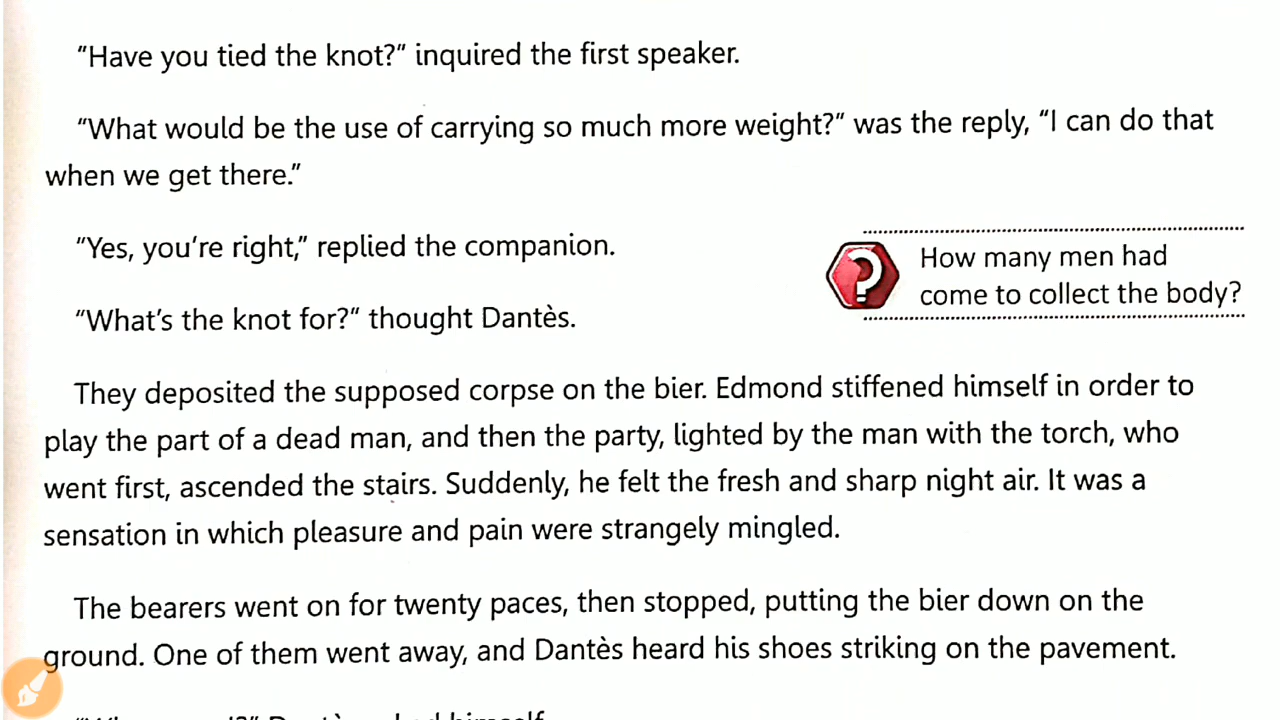 "Have you tied the knot?" inquired the first speaker.
"What would be the use of carrying so much more weight?" was the reply, "I can do that
when we get there."
"Yes, you're right," replied the companion.
"What's the knot for?" thought Dantès.
How many men had
come to collect the body?
They deposited the supposed corpse on the bier. Edmond stiffened himself in order to
play the part of a dead man, and then the party, lighted by the man with the torch, who
went first, ascended the stairs. Suddenly, he felt the fresh and sharp night air. It was a
sensation in which pleasure and pain were strangely mingled.
The bearers went on for twenty paces, then stopped, putting the bier down on the
ground. One of them went away, and Dantès heard his shoes striking on the pavement.